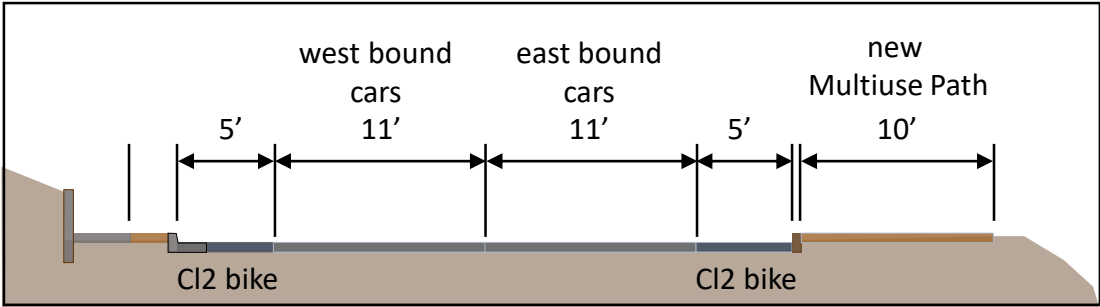 west bound
cars
11’
east bound
cars
11’
new
Multiuse Path
10’
5’
5’
Cl2 bike
Cl2 bike